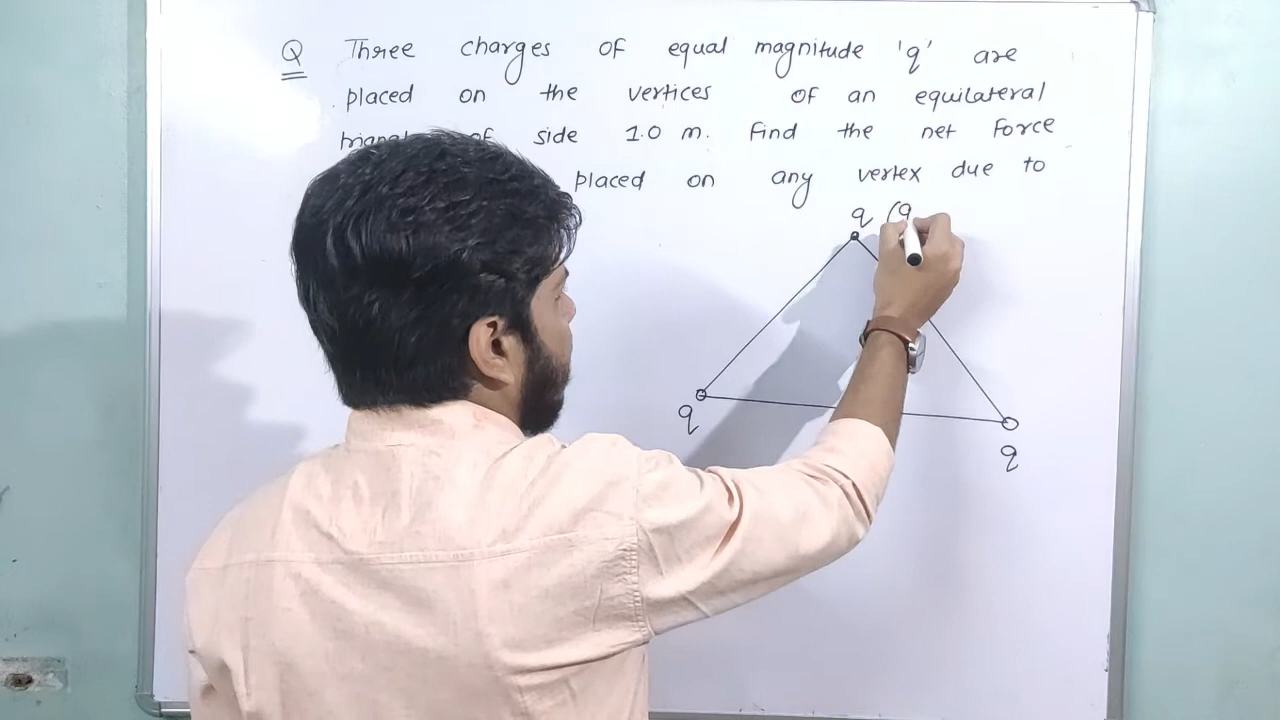 Q Three charges of equal magnitude 'q' are
placed on the vertices of an equilateral
of side 1.0 m. Find the net Force
placed on any vertex due to
q (q
q
q